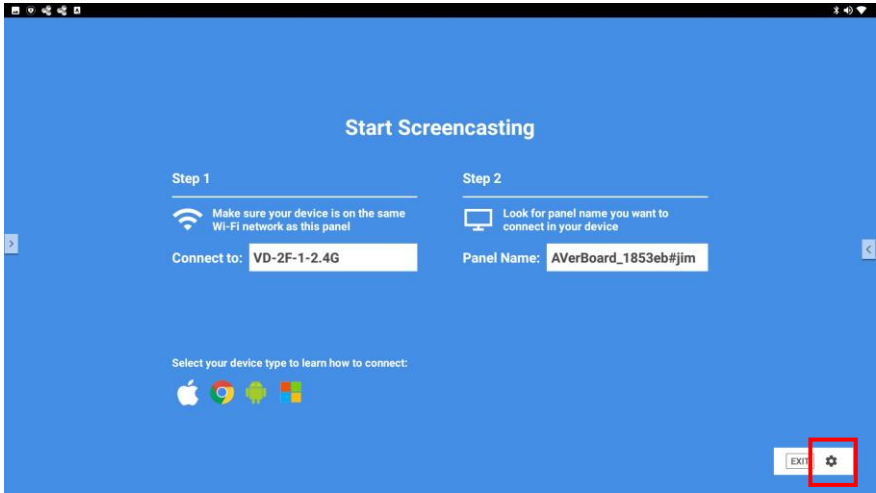 Start Screencasting
Step 1
Make sure your device is on the same
Wi-Fi network as this panel
Connect to: VD-2F-1-2.4G
Step 2
Look for panel name you want to
connect in your device
Panel Name: AVerBoard_1853eb#jim
Select your device type to learn how to connect:
EXIT